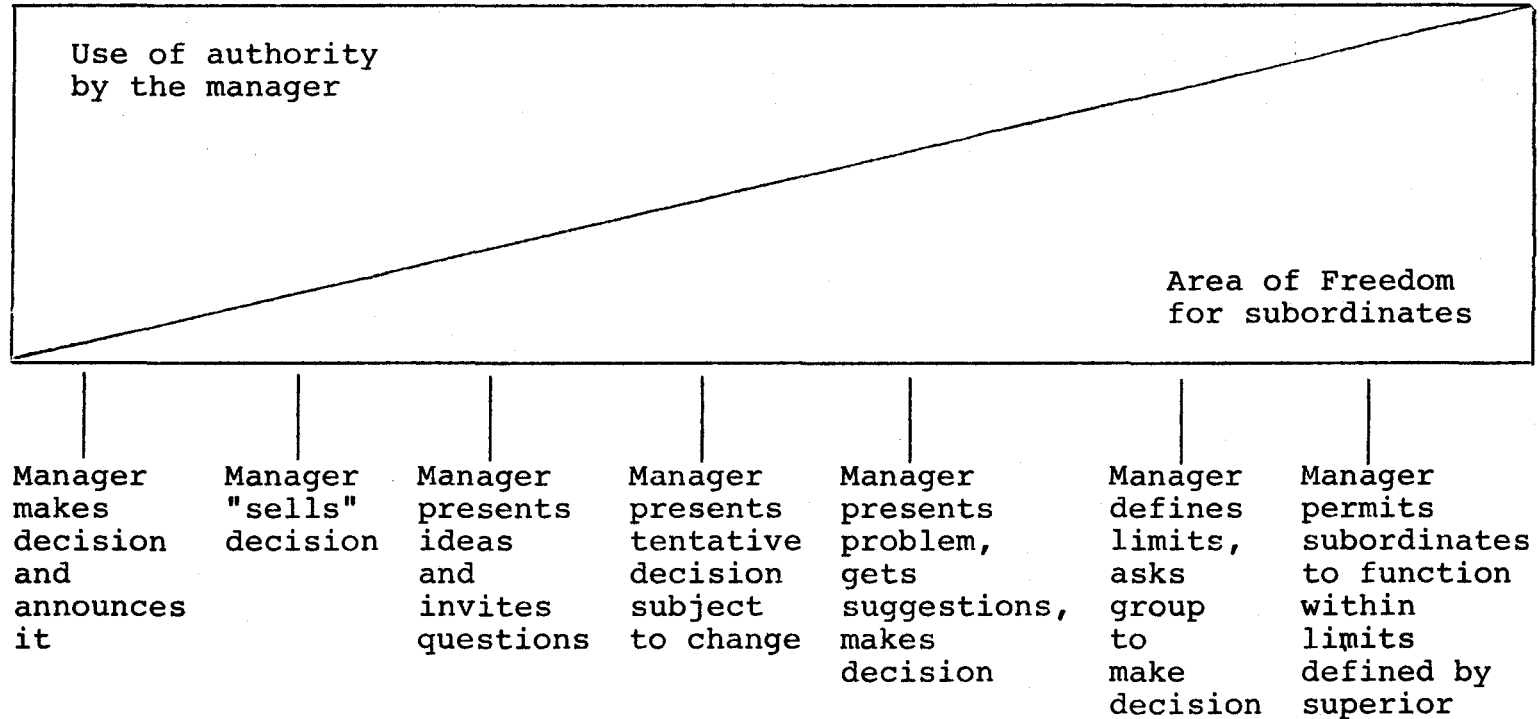 Use of authority
by the manager
Area of Freedom
for subordinates
Manager
makes
decision
and
announces
it
Manager
"sells"
decision
Manager
presents
ideas
and
invites
questions
Manager
presents
tentative
decision
subject
to change
Manager
presents
problem,
gets
suggestions,
makes
decision
Manager
defines
limits,
asks
group
to
make
decision
Manager
permits
subordinates
to function
within
limits
defined by
superior